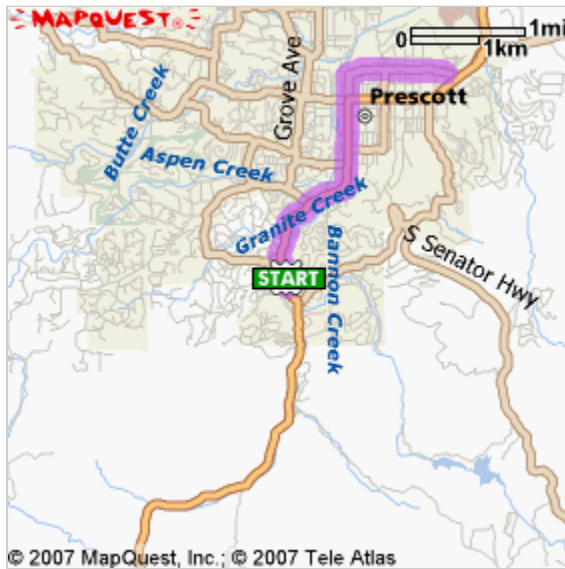 MAPQUEST®
0 1mi
1km
Grove Ave
Prescott
Butte Creek
Aspen Creek
Granite Creek
Bannon Creek
S Senator Hwy
START
© 2007 MapQuest, Inc.; © 2007 Tele Atlas